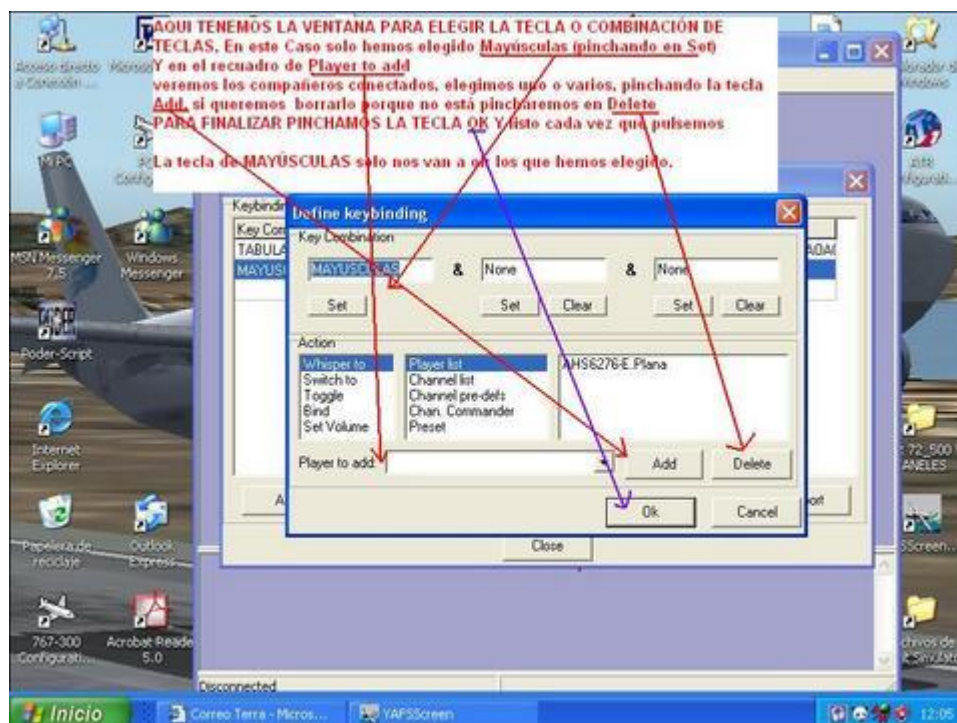 AQUI TENEMOS LA VENTANA PARA ELEGIR LA TECLA O COMBINACIÓN DE
TECLAS. En este Caso solo hemos elegido Mayúsculas (pinchando en Set)
Y en el recuadro de Player to add
veremos los compañeros conectados, elegimos uno o varios, pinchando la tecla
Add, si queremos borrarlo porque no está pincharemos en Delete
PARA FINALIZAR PINCHAMOS LA TECLA OK Y listo cada vez que pulsemos
La tecla de MAYÚSCULAS solo nos van a oir los que hemos elegido.
Acceso directo
a Conexión ...
Mi PC
MSN Messenger
7.5
Windows
Messenger
Poder-Script
Internet
Explorer
Papelera de
reciclaje
Outlook
Express
767-300
Configurati...
Acrobat Reade
5.0
Define keybinding
Key Combination
MAYUSCULAS & None & None
Set Set Clear Set Clear
Action
Whisper to
Switch to
Toggle
Bind
Set Volume
Player list
Channel list
Channel pre-defs
Chan. Commander
Preset
AHS6276-E.Plana
Player to add:
Add Delete
Ok Cancel
Close
Disconnected
Inicio
Correo Terra - Micros...
YAPSScreen
12:05